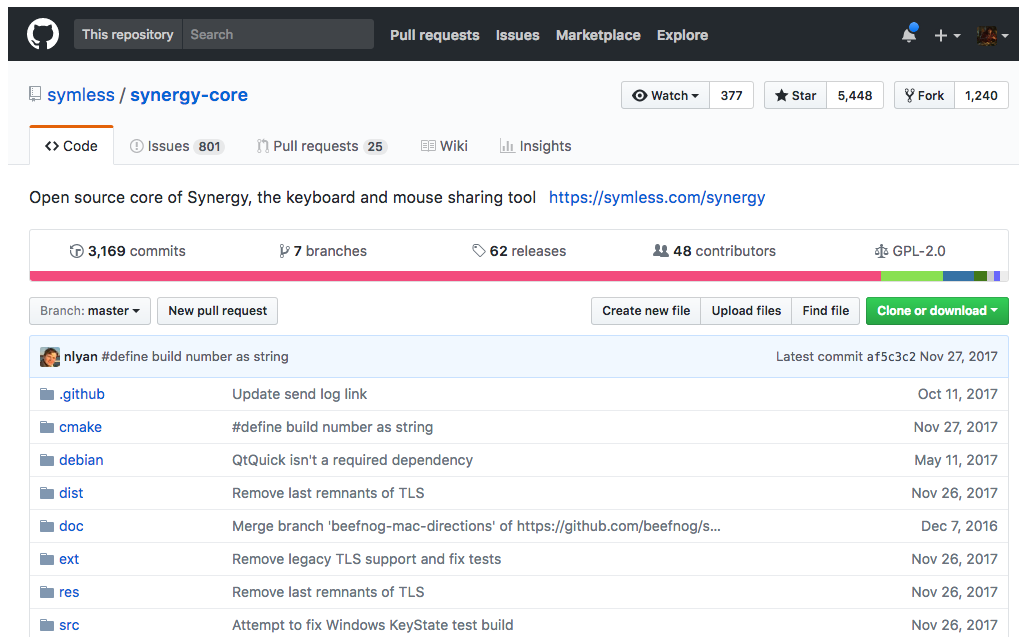 This repository Search Pull requests Issues Marketplace Explore
symless / synergy-core Watch 377 Star 5,448 Fork 1,240
Code Issues 801 Pull requests 25 Wiki Insights
Open source core of Synergy, the keyboard and mouse sharing tool https://symless.com/synergy
3,169 commits 7 branches 62 releases 48 contributors GPL-2.0
Branch: master New pull request Create new file Upload files Find file Clone or download
nlyan #define build number as string Latest commit af5c3c2 Nov 27, 2017
.github Update send log link Oct 11, 2017
cmake #define build number as string Nov 27, 2017
debian QtQuick isn't a required dependency May 11, 2017
dist Remove last remnants of TLS Nov 26, 2017
doc Merge branch 'beefnog-mac-directions' of https://github.com/beefnog/s... Dec 7, 2016
ext Remove legacy TLS support and fix tests Nov 26, 2017
res Remove last remnants of TLS Nov 26, 2017
src Attempt to fix Windows KeyState test build Nov 26, 2017